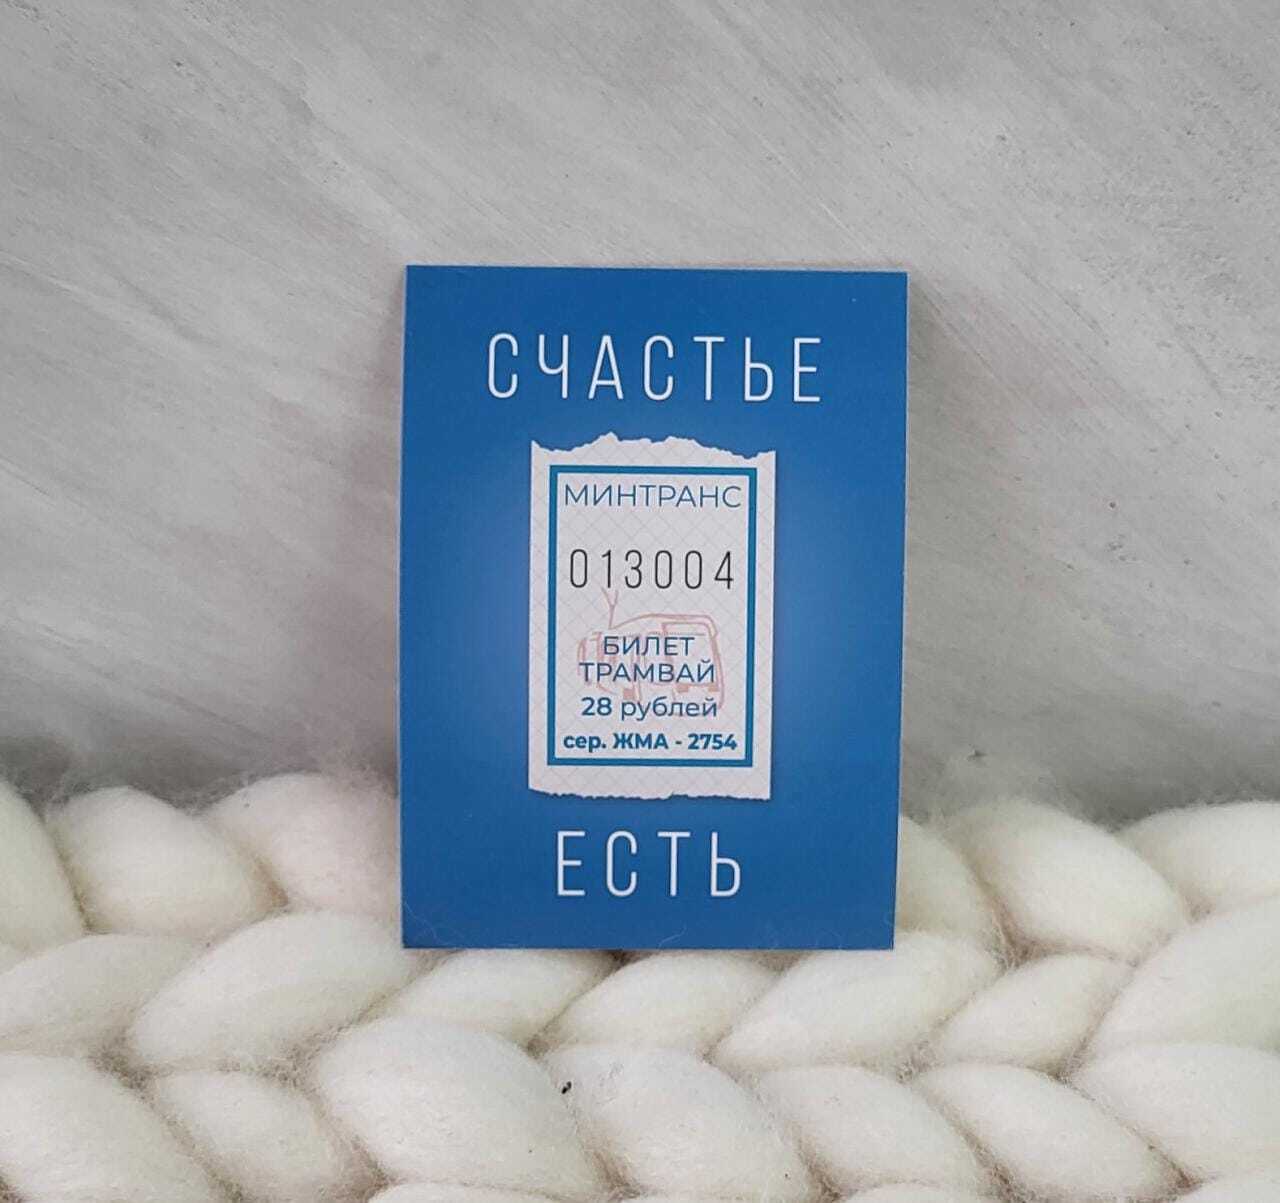 СЧАСТЬЕ
МИНТРАНС
013004
БИЛЕТ
ТРАМВАЙ
28 рублей
сер. ЖМА - 2754
ЕСТЬ